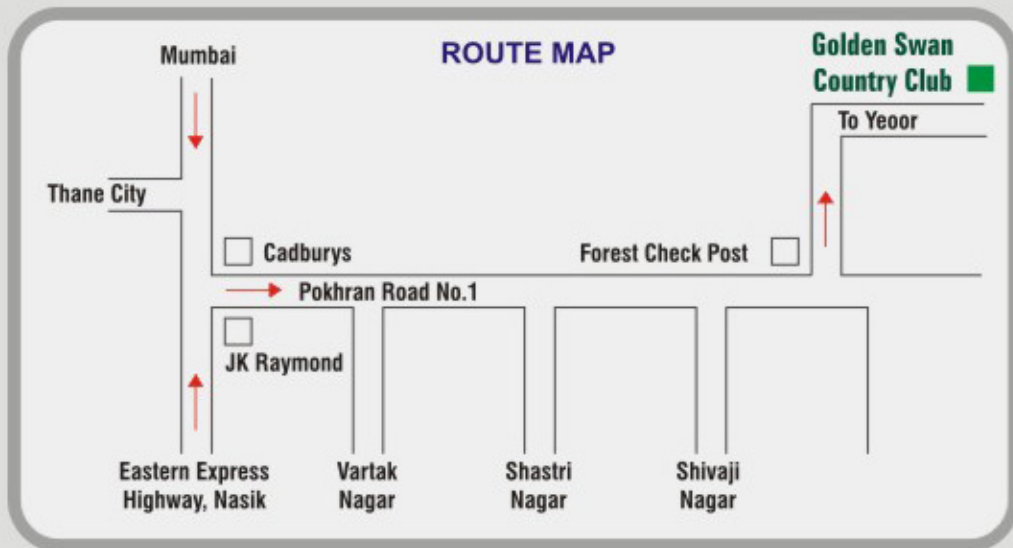 ROUTE MAP
Mumbai
Golden Swan
Country Club
To Yeoor
Thane City
Cadburys
Forest Check Post
Pokhran Road No.1
JK Raymond
Eastern Express
Highway, Nasik
Vartak
Nagar
Shastri
Nagar
Shivaji
Nagar